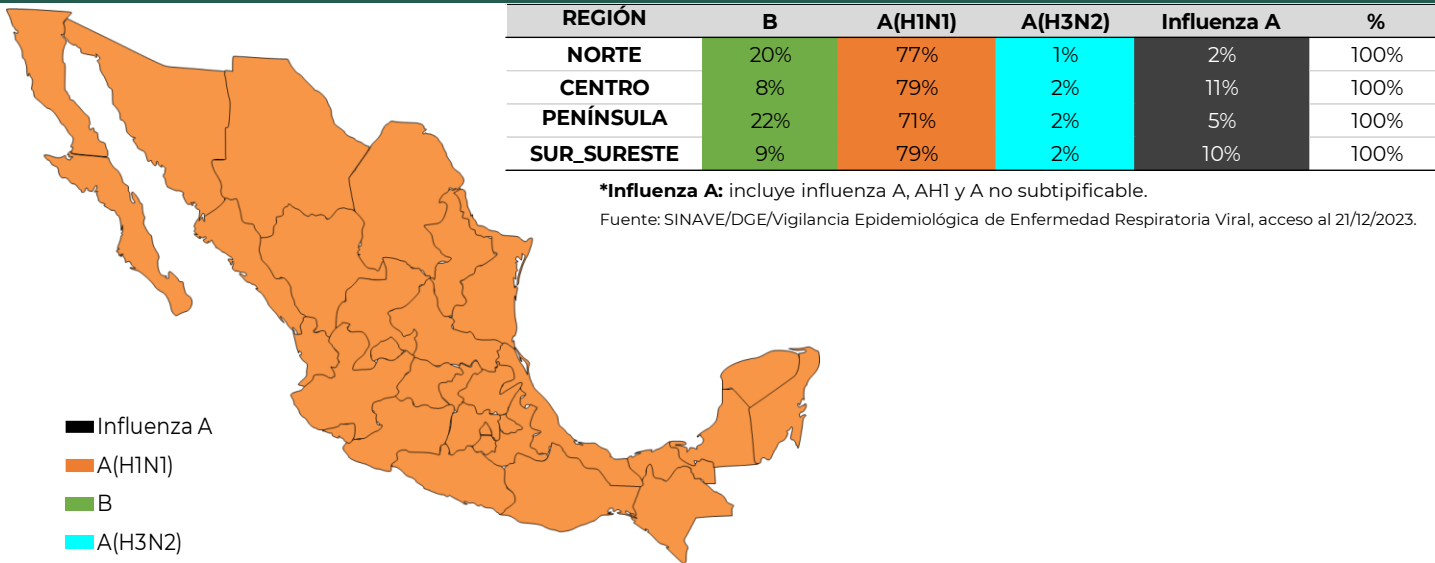 REGIÓN B A(H1N1) A(H3N2) Influenza A %
NORTE 20% 77% 1% 2% 100%
CENTRO 8% 79% 2% 11% 100%
PENÍNSULA 22% 71% 2% 5% 100%
SUR_SURESTE 9% 79% 2% 10% 100%
*Influenza A: incluye influenza A, AH1 y A no subtipificable.
Fuente: SINAVE/DGE/Vigilancia Epidemiológica de Enfermedad Respiratoria Viral, acceso al 21/12/2023.
Influenza A
A(H1N1)
B
A(H3N2)